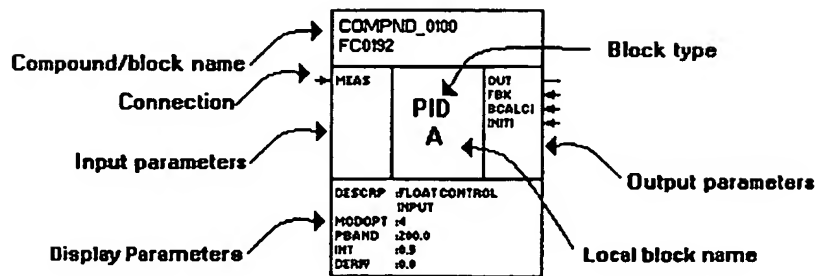 COMPND_0100
FC0192
Compound/block name
Block type
Connection
MEAS
PID
A
OUT
FBK
BCALCI
INITI
Input parameters
Output parameters
DESCRP :FLOAT CONTROL
INPUT
MODOPT :4
PBAND :200.0
INT :0.5
DERIV :0.0
Display Parameters
Local block name